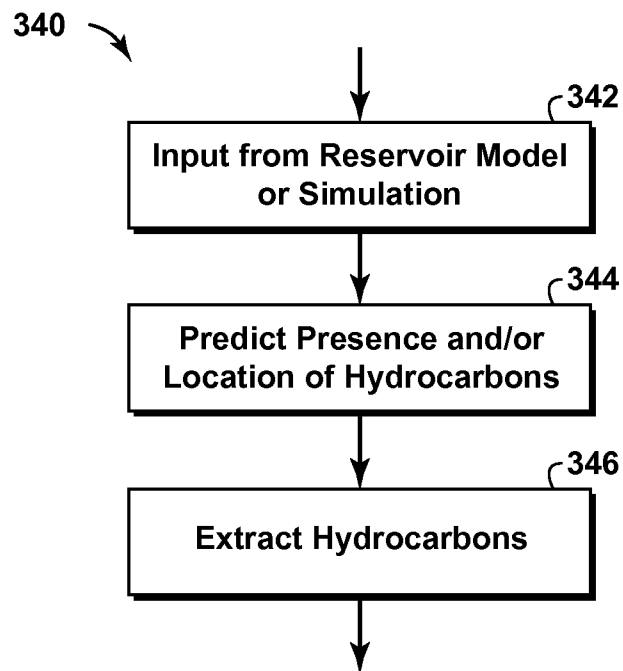 340
342
Input from Reservoir Model
or Simulation
344
Predict Presence and/or
Location of Hydrocarbons
346
Extract Hydrocarbons